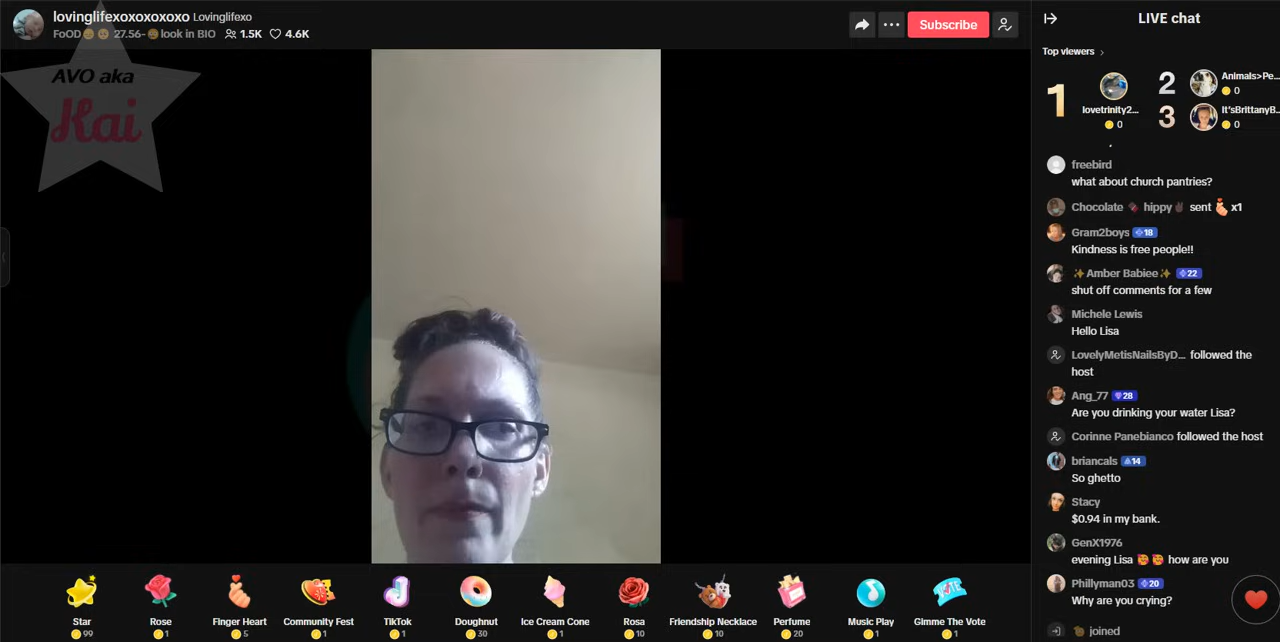 lovinglifexoxoxoxoxo Lovinglifexo
FoOD 27.56- look in BIO 1.5K 4.6K
Subscribe
AVO aka
Kai
LIVE chat
Top viewers
1
lovetrinity2...
0
2
Animals>Pe...
0
3
It'sBrittanyB...
0
freebird
what about church pantries?
Chocolate 🍫 hippy✌🏿 sent x1
Gram2boys 18
Kindness is free people!!
✨Amber Babiee✨ 22
shut off comments for a few
Michele Lewis
Hello Lisa
LovelyMetisNailsByD... followed the
host
Ang_77 28
Are you drinking your water Lisa?
Corinne Panebianco followed the host
briancals 14
So ghetto
Stacy
$0.94 in my bank.
GenX1976
evening Lisa 🥰 🥰 how are you
Phillyman03 20
Why are you crying?
joined
Star
99
Rose
1
Finger Heart
5
Community Fest
1
TikTok
1
Doughnut
30
Ice Cream Cone
1
Rosa
10
Friendship Necklace
10
Perfume
20
Music Play
1
VOTE
Gimme The Vote
1